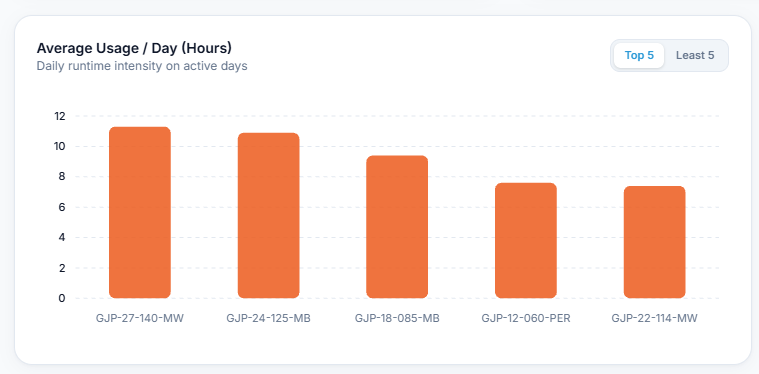 Average Usage / Day (Hours)
Daily runtime intensity on active days
Top 5
Least 5
12
10
8
6
4
2
0
GJP-27-140-MW
GJP-24-125-MB
GJP-18-085-MB
GJP-12-060-PER
GJP-22-114-MW